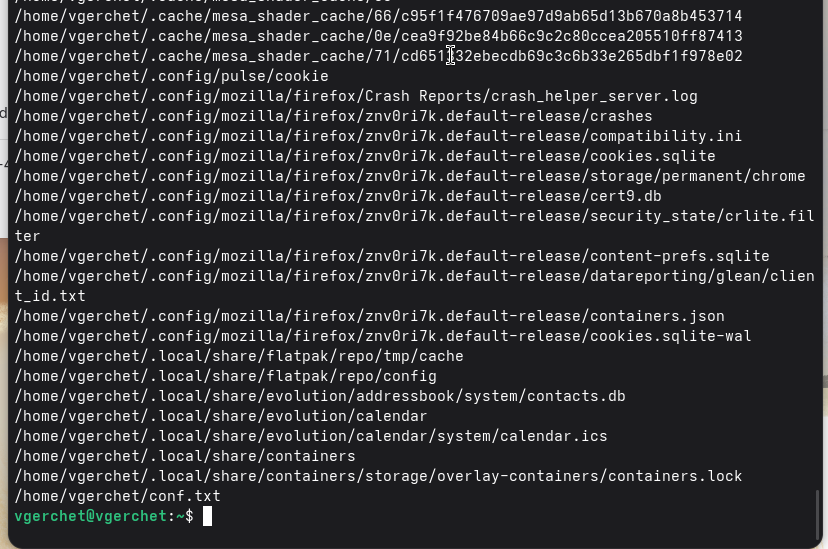 /home/vgerchet/.cache/mesa_shader_cache/66/c95f1f476709ae97d9ab65d13b670a8b453714
/home/vgerchet/.cache/mesa_shader_cache/0e/cea9f92be84b66c9c2c80ccea205510ff87413
/home/vgerchet/.config/pulse/cookie
/home/vgerchet/.config/mozilla/firefox/Crash Reports/crash_helper_server.log
/home/vgerchet/.config/mozilla/firefox/znv0ri7k.default-release/crashes
/home/vgerchet/.config/mozilla/firefox/znv0ri7k.default-release/compatibility.ini
/home/vgerchet/.config/mozilla/firefox/znv0ri7k.default-release/cookies.sqlite
/home/vgerchet/.config/mozilla/firefox/znv0ri7k.default-release/storage/permanent/chrome
/home/vgerchet/.config/mozilla/firefox/znv0ri7k.default-release/cert9.db
/home/vgerchet/.config/mozilla/firefox/znv0ri7k.default-release/security_state/crlite.fil
ter
/home/vgerchet/.config/mozilla/firefox/znv0ri7k.default-release/content-prefs.sqlite
/home/vgerchet/.config/mozilla/firefox/znv0ri7k.default-release/datareporting/glean/clien
t_id.txt
/home/vgerchet/.config/mozilla/firefox/znv0ri7k.default-release/containers.json
/home/vgerchet/.config/mozilla/firefox/znv0ri7k.default-release/cookies.sqlite-wal
/home/vgerchet/.local/share/flatpak/repo/tmp/cache
/home/vgerchet/.local/share/flatpak/repo/config
/home/vgerchet/.local/share/evolution/addressbook/system/contacts.db
/home/vgerchet/.local/share/evolution/calendar
/home/vgerchet/.local/share/evolution/calendar/system/calendar.ics
/home/vgerchet/.local/share/containers
/home/vgerchet/.local/share/containers/storage/overlay-containers/containers.lock
/home/vgerchet/conf.txt
vgerchet@vgerchet:~$